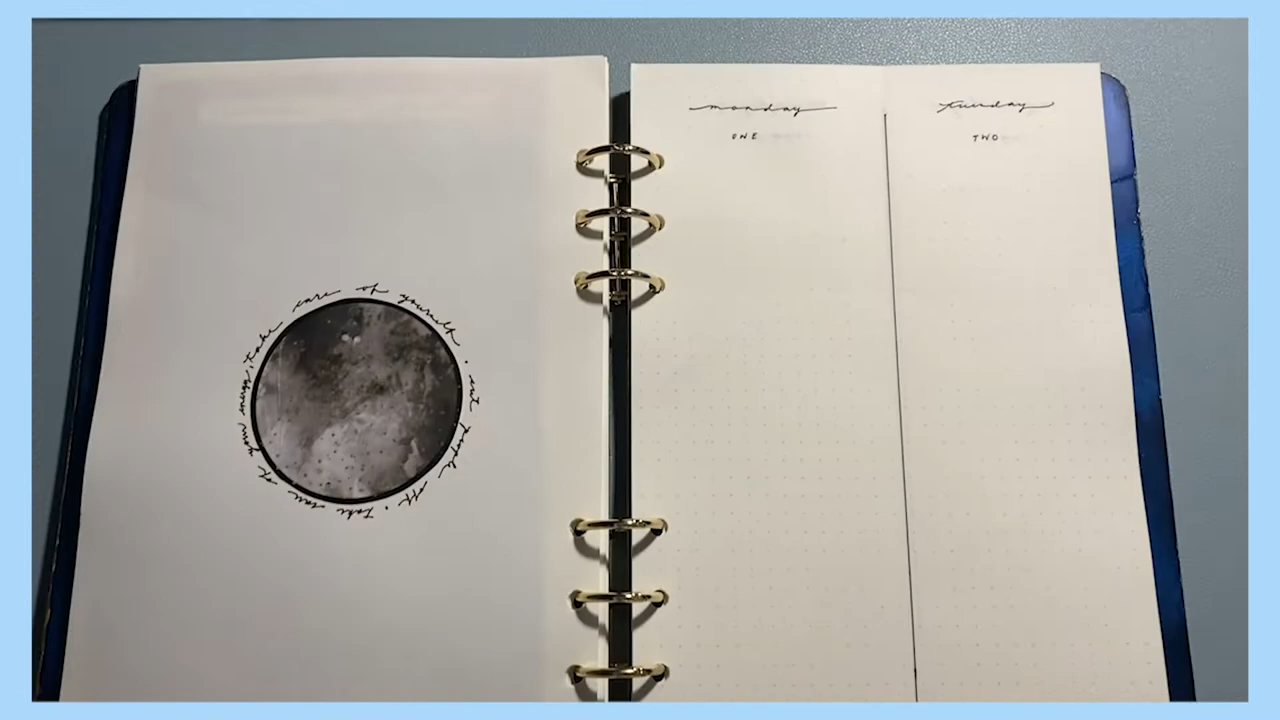 take care of yourself · cut people off · Take care of your energy ·
monday
ONE
tuesday
TWO